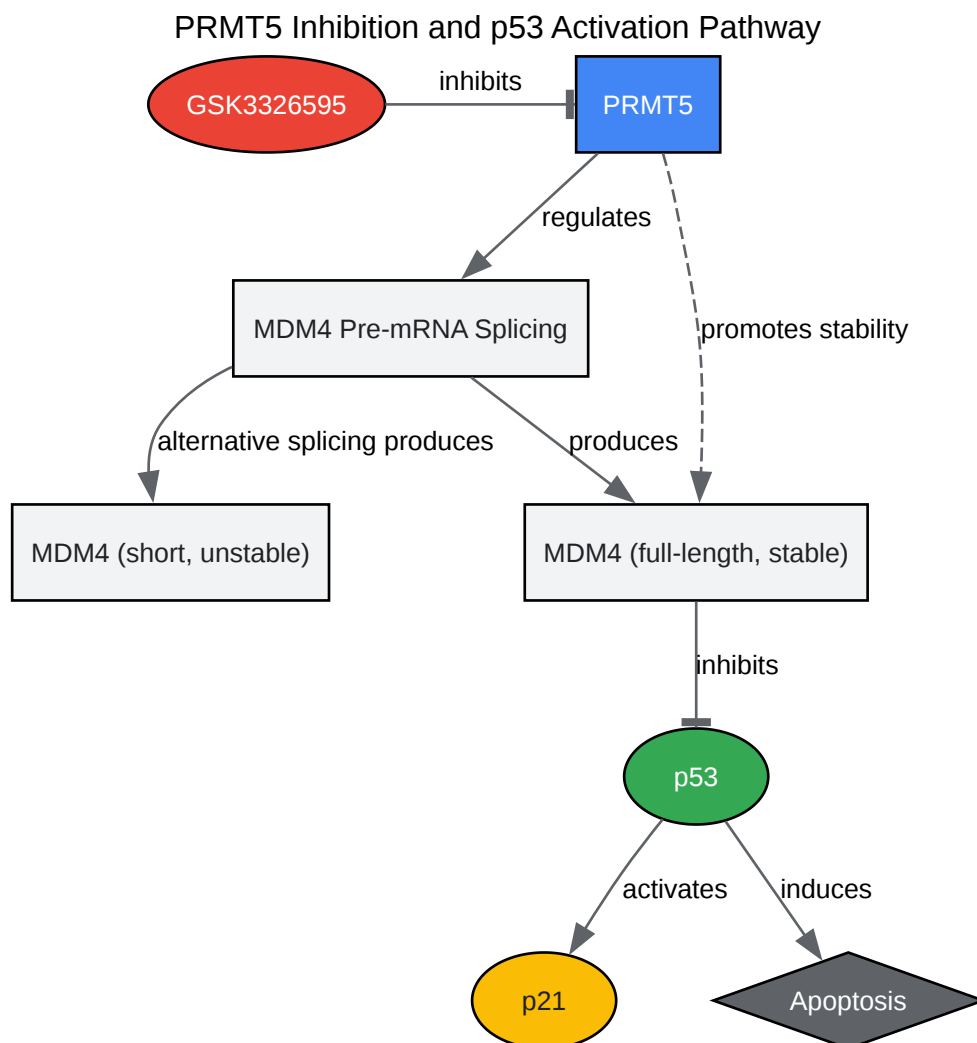 PRMT5 Inhibition and p53 Activation Pathway
GSK3326595
inhibits
PRMT5
regulates
MDM4 Pre-mRNA Splicing
promotes stability
alternative splicing produces
produces
MDM4 (short, unstable)
MDM4 (full-length, stable)
inhibits
p53
activates
induces
p21
Apoptosis